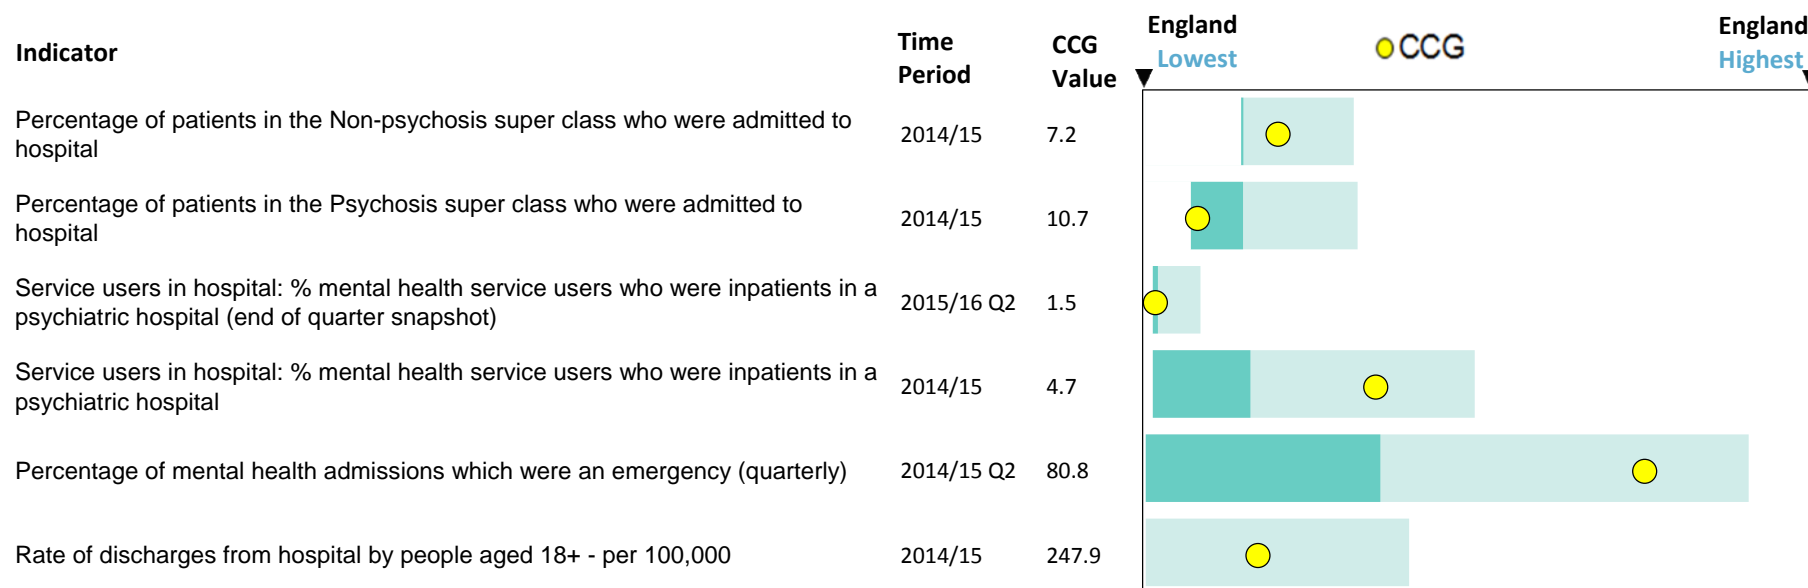 Indicator
Time Period
CCG Value
England Lowest
CCG
England Highest
Percentage of patients in the Non-psychosis super class who were admitted to
hospital
2014/15
7.2
Percentage of patients in the Psychosis super class who were admitted to
hospital
2014/15
10.7
Service users in hospital: % mental health service users who were inpatients in a
psychiatric hospital (end of quarter snapshot)
2015/16 Q2
1.5
Service users in hospital: % mental health service users who were inpatients in a
psychiatric hospital
2014/15
4.7
Percentage of mental health admissions which were an emergency (quarterly)
2014/15 Q2
80.8
Rate of discharges from hospital by people aged 18+ - per 100,000
2014/15
247.9